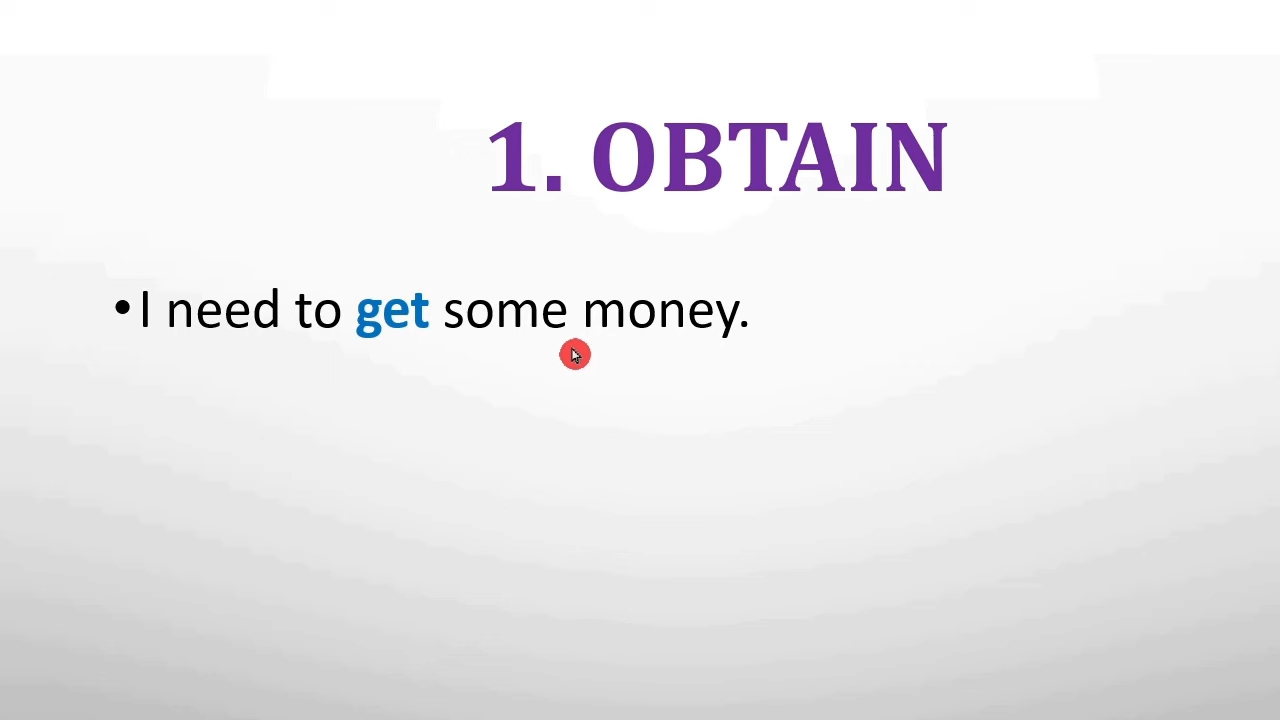 1. OBTAIN
•I need to get some money.